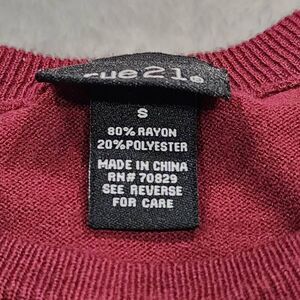 rue21®
S
80% RAYON
20%POLYESTER
MADE IN CHINA
RN# 70829
SEE REVERSE
FOR CARE